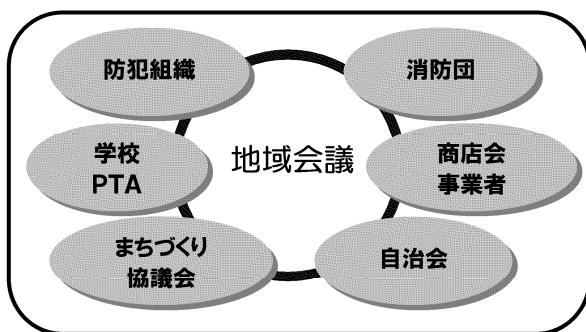 防犯組織
消防団
学校
PTA
地域会議
商店会
事業者
まちづくり
協議会
自治会